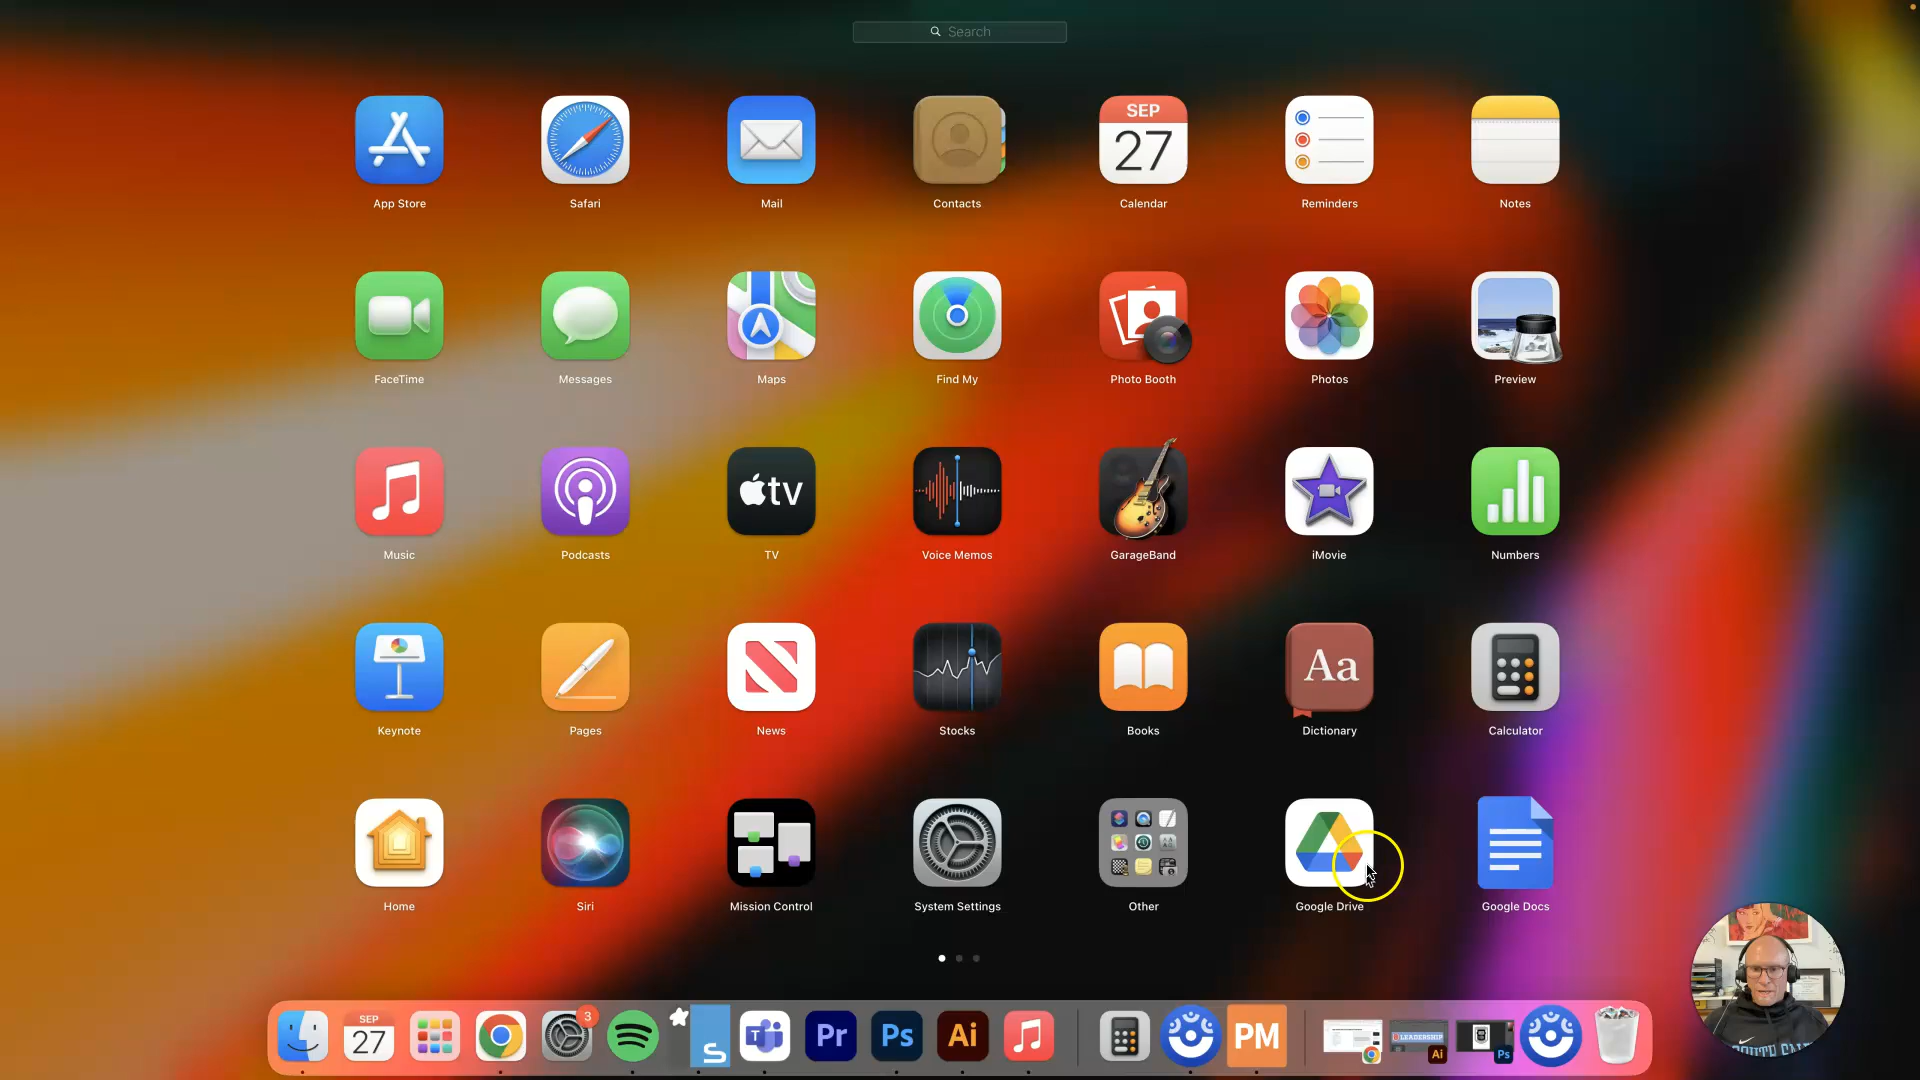 Search
SEP
27
App Store
Safari
Mail
Contacts
Calendar
Reminders
Notes
FaceTime
Messages
Maps
Find My
Photo Booth
Photos
Preview
tv
Music
Podcasts
TV
Voice Memos
GarageBand
iMovie
Numbers
Aa
Keynote
Pages
News
Stocks
Books
Dictionary
Calculator
Home
Siri
Mission Control
System Settings
Other
Google Drive
Google Docs
SEP
27
3
S
T
Pr
Ps
Ai
PM
LEADERSHIP
Ai
Ps